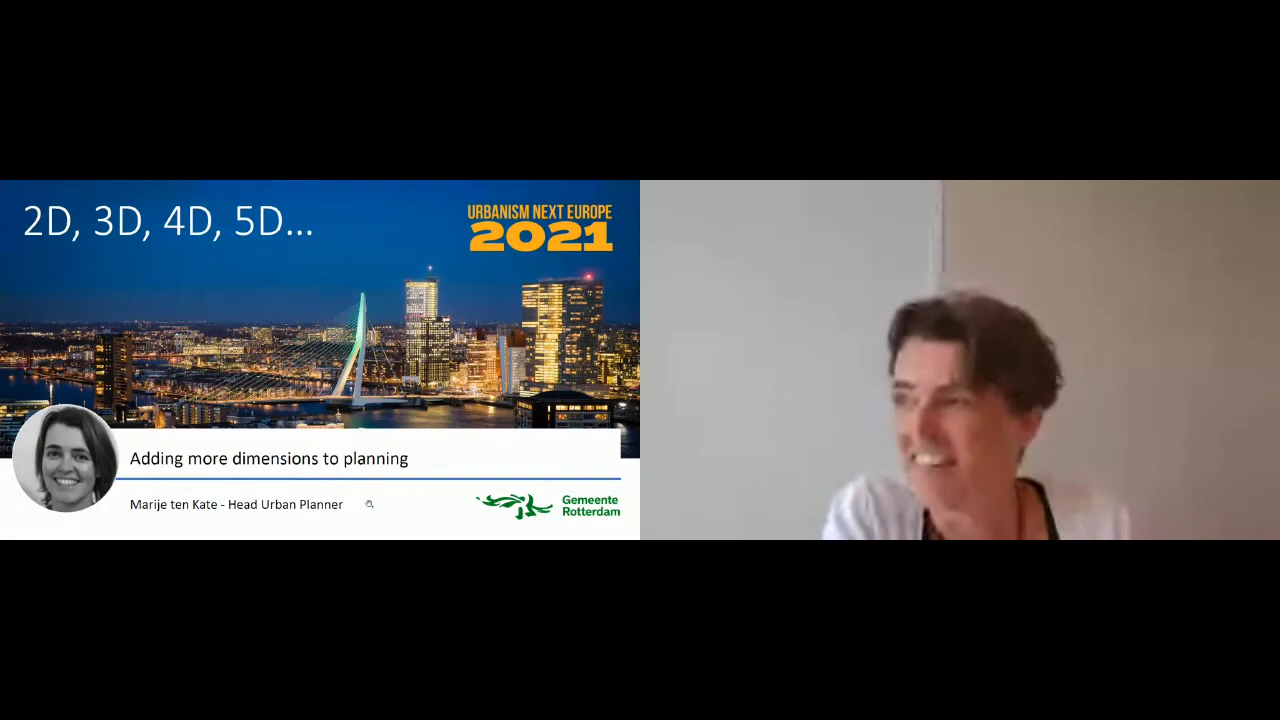 2D, 3D, 4D, 5D...
URBANISM NEXT EUROPE
2021
Adding more dimensions to planning
Marije ten Kate - Head Urban Planner
Gemeente
Rotterdam